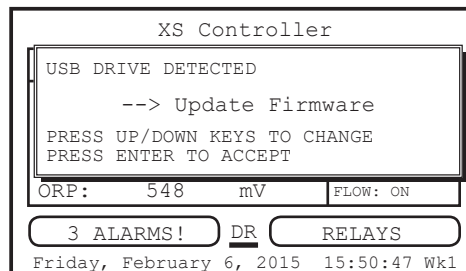 XS Controller
USB DRIVE DETECTED
--> Update Firmware
PRESS UP/DOWN KEYS TO CHANGE
PRESS ENTER TO ACCEPT
ORP: 548 mV FLOW: ON
3 ALARMS! DR RELAYS
Friday, February 6, 2015 15:50:47 Wk1